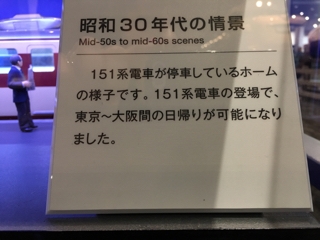 昭和30年代の情景
Mid-50s to mid-60s scenes
151系電車が停車しているホーム
の様子です。151系電車の登場で、
東京～大阪間の日帰りが可能になり
ました。